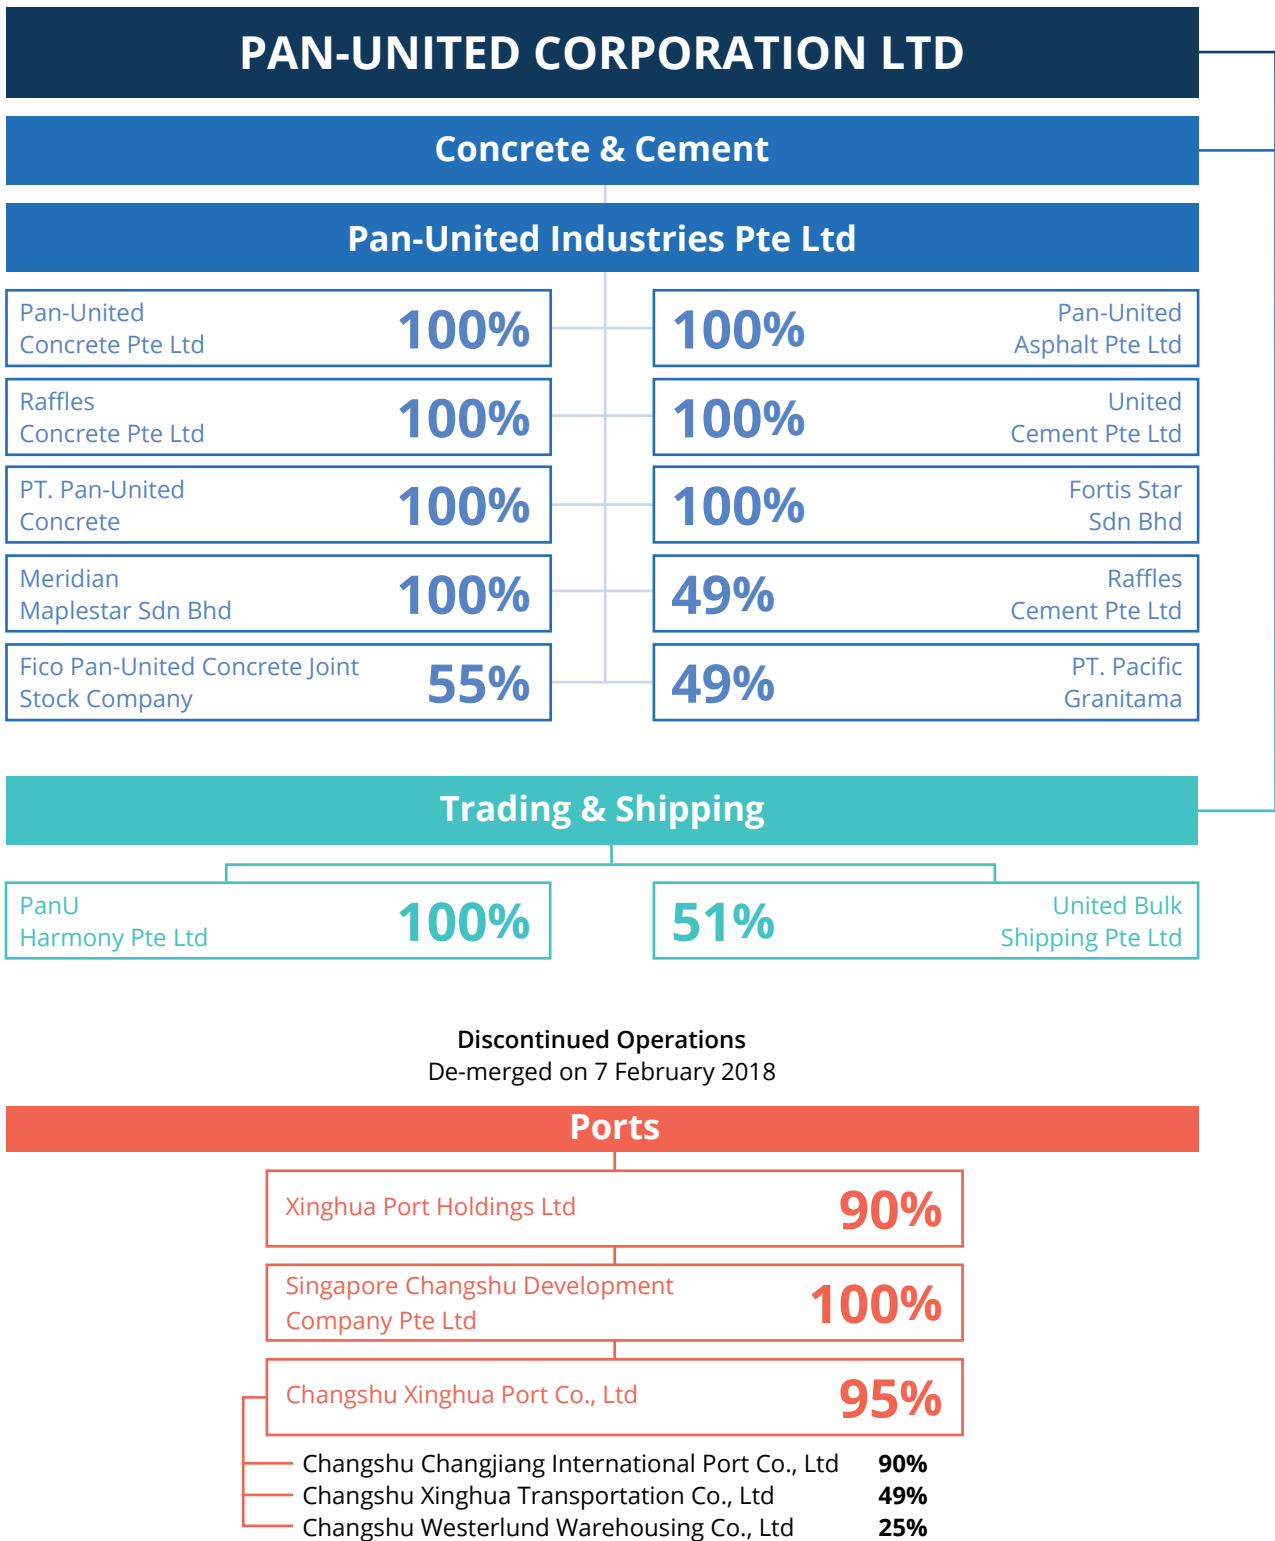 PAN-UNITED CORPORATION LTD
Concrete & Cement
Pan-United Industries Pte Ltd
Pan-United
Concrete Pte Ltd
100%
100%
Pan-United
Asphalt Pte Ltd
Raffles
Concrete Pte Ltd
100%
100%
United
Cement Pte Ltd
PT. Pan-United
Concrete
100%
100%
Fortis Star
Sdn Bhd
Meridian
Maplestar Sdn Bhd
100%
49%
Raffles
Cement Pte Ltd
Fico Pan-United Concrete Joint
Stock Company
55%
49%
PT. Pacific
Granitama
Trading & Shipping
PanU
Harmony Pte Ltd
100%
51%
United Bulk
Shipping Pte Ltd
Discontinued Operations
De-merged on 7 February 2018
Ports
Xinghua Port Holdings Ltd 90%
Singapore Changshu Development
Company Pte Ltd
100%
Changshu Xinghua Port Co., Ltd 95%
Changshu Changjiang International Port Co., Ltd 90%
Changshu Xinghua Transportation Co., Ltd 49%
Changshu Westerlund Warehousing Co., Ltd 25%